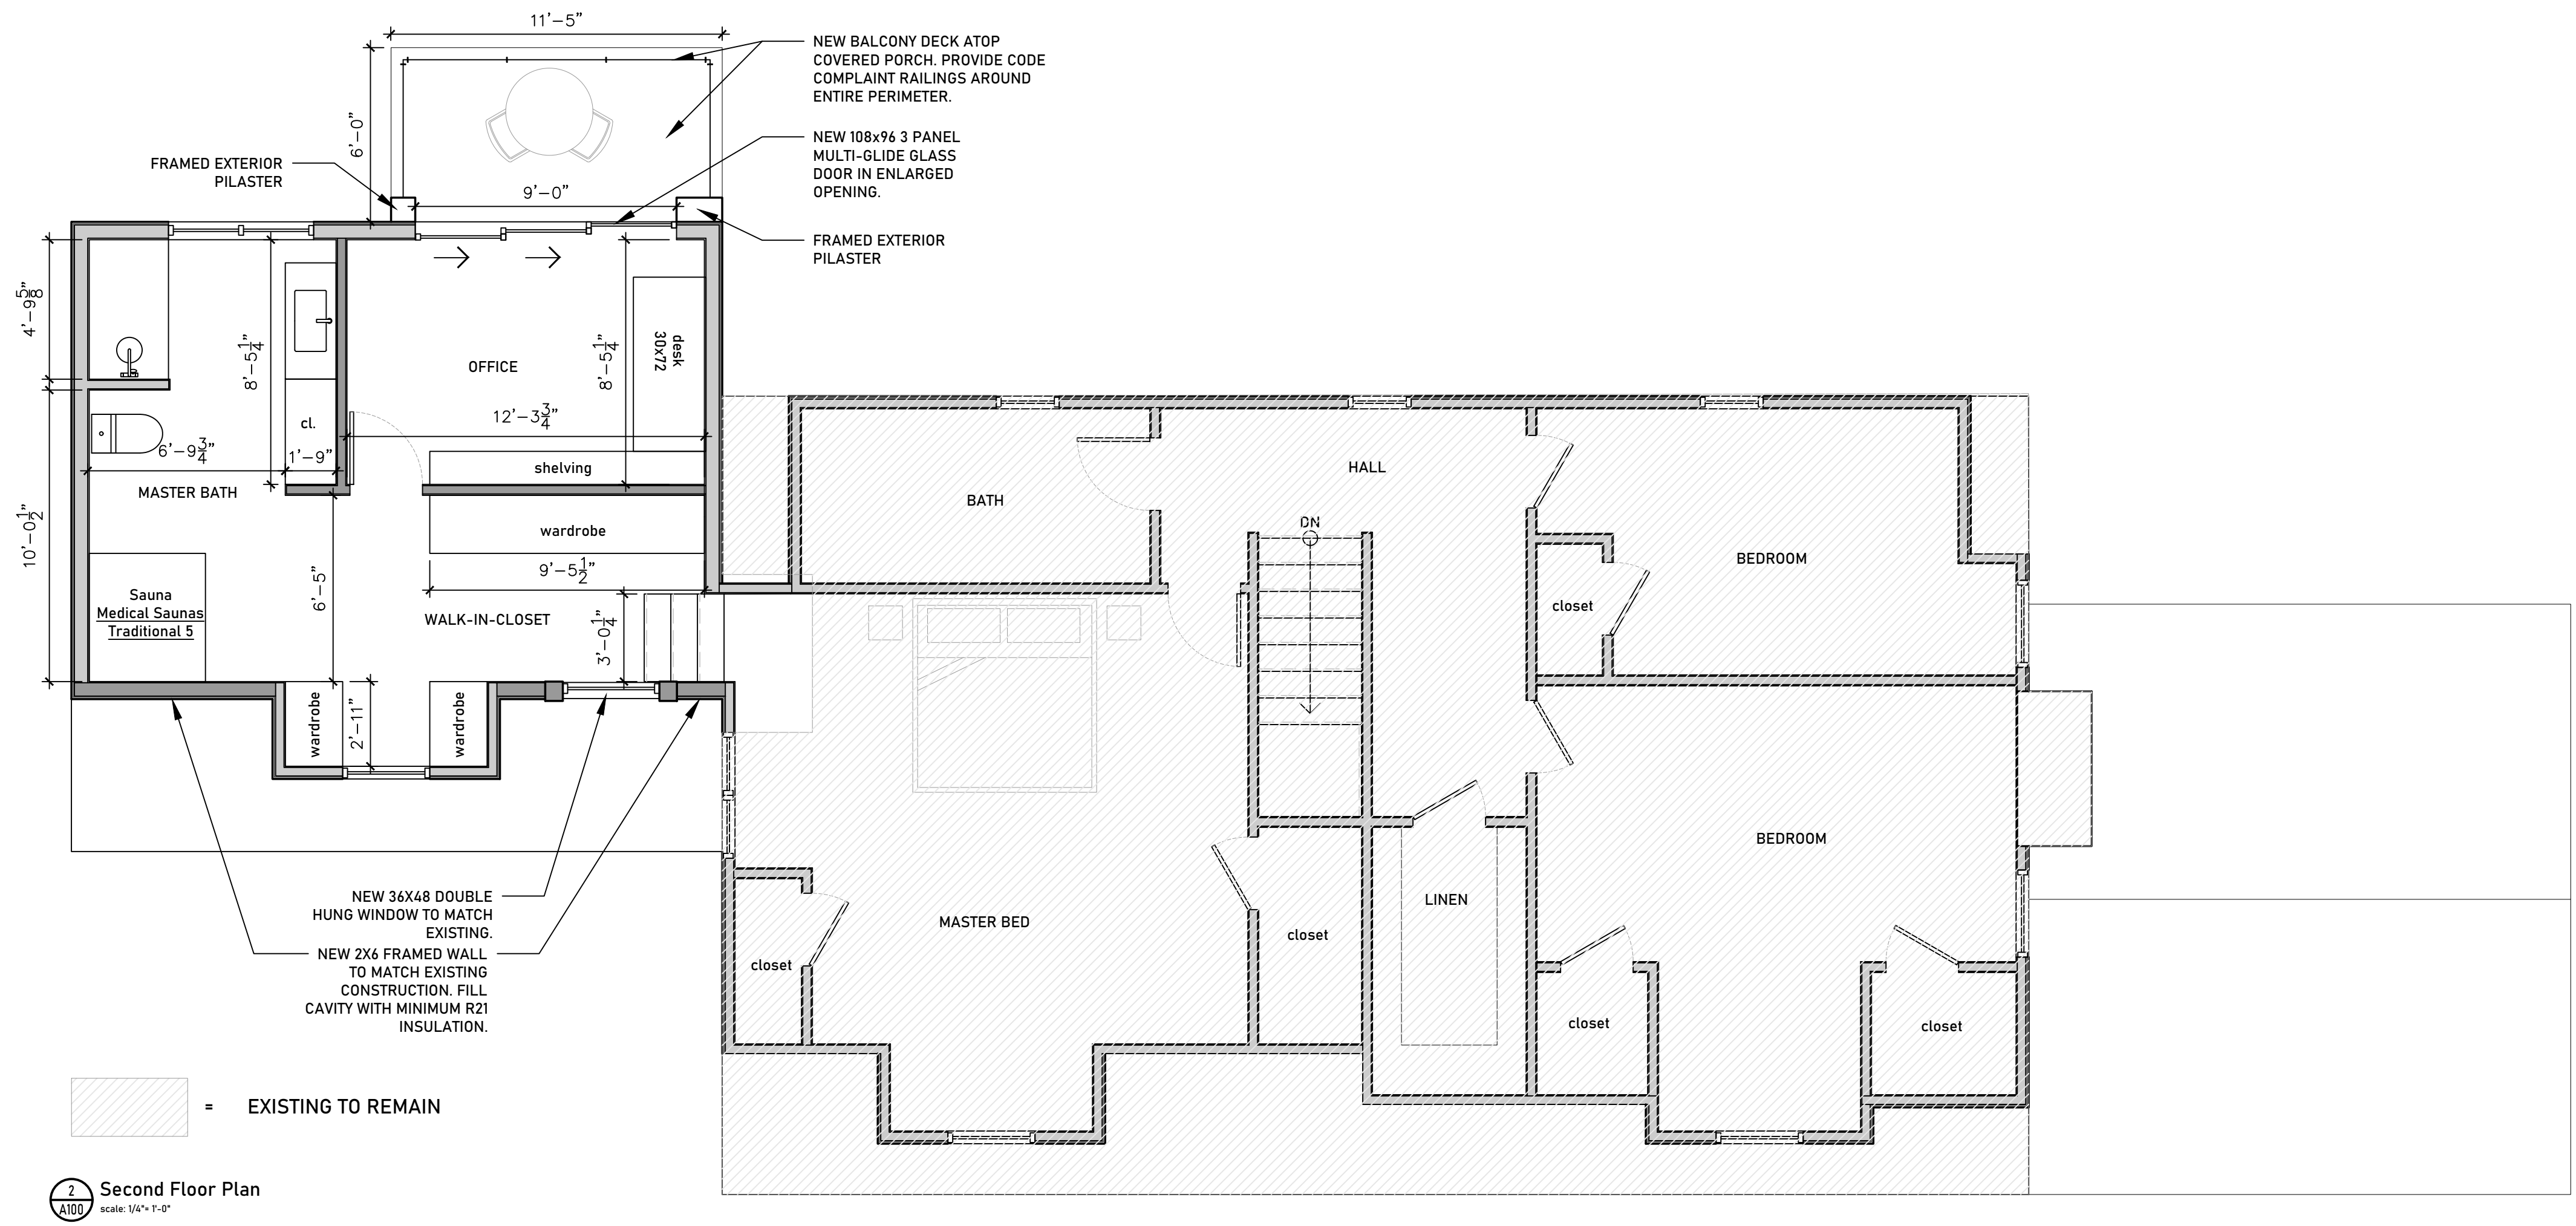 11'-5"
NEW BALCONY DECK ATOP
COVERED PORCH. PROVIDE CODE
COMPLAINT RAILINGS AROUND
ENTIRE PERIMETER.
6'-0"
NEW 108x96 3 PANEL
MULTI-GLIDE GLASS
DOOR IN ENLARGED
OPENING.
FRAMED EXTERIOR
PILASTER
9'-0"
FRAMED EXTERIOR
PILASTER
4'-9 5/8"
8'-5 1/4"
OFFICE
8'-5 1/4"
desk
30x72
12'-3 3/4"
cl.
6'-9 3/4"
1'-9"
shelving
MASTER BATH
10'-0 1/2"
wardrobe
9'-5 1/2"
6'-5"
Sauna
Medical Saunas
Traditional 5
WALK-IN-CLOSET
3'-0 1/4"
wardrobe
2'-11"
wardrobe
HALL
BATH
DN
BEDROOM
closet
BEDROOM
LINEN
MASTER BED
closet
closet
closet
closet
NEW 36X48 DOUBLE
HUNG WINDOW TO MATCH
EXISTING.
NEW 2X6 FRAMED WALL
TO MATCH EXISTING
CONSTRUCTION. FILL
CAVITY WITH MINIMUM R21
INSULATION.
= EXISTING TO REMAIN
2
A100
Second Floor Plan
scale: 1/4"= 1'-0"